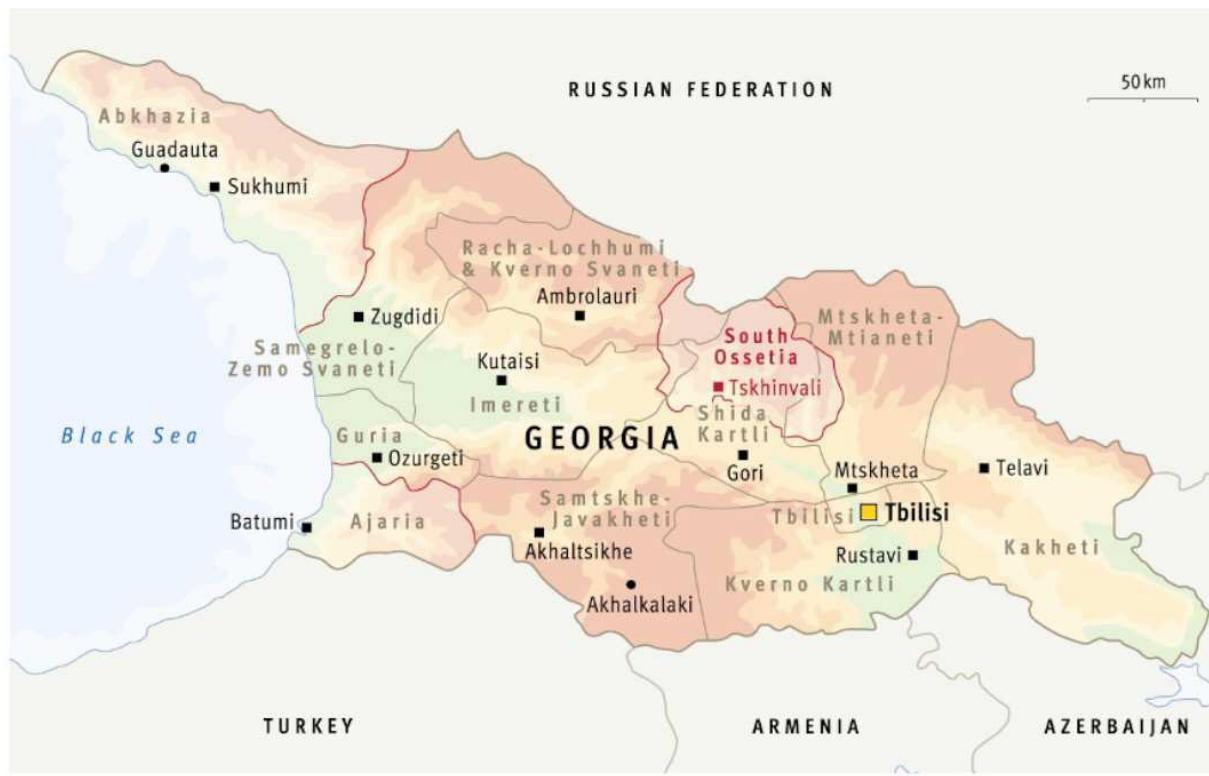 RUSSIAN FEDERATION
50 km
Abkhazia
Guadauta
Sukhumi
Racha-Lochhumi
& Kverno Svaneti
Ambrolauri
Zugdidi
Samegrelo-
Zemo Svaneti
Kutaisi
Imereti
South
Ossetia
Tskhinvali
Mtskheta-
Mtianeti
Shida
Kartli
Black Sea
Guria
Ozurgeti
GEORGIA
Gori
Mtskheta
Telavi
Batumi
Ajaria
Samtskhe-
Javakheti
Akhaltsikhe
Akhalkalaki
Tbilisi
Tbilisi
Rustavi
Kverno Kartli
Kakheti
TURKEY
ARMENIA
AZERBAIJAN